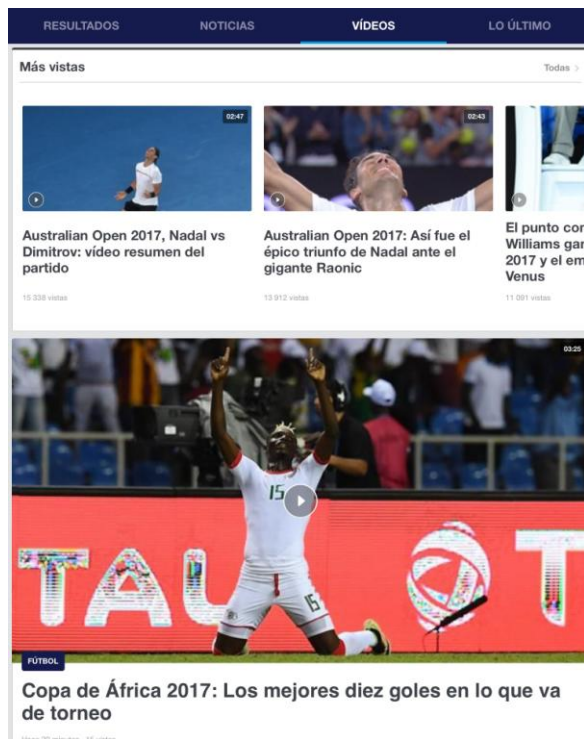 RESULTADOS
NOTICIAS
VÍDEOS
LO ÚLTIMO
Más vistas
Todas >
02:47
Australian Open 2017, Nadal vs
Dimitrov: vídeo resumen del
partido
15 338 vistas
02:43
Australian Open 2017: Así fue el
épico triunfo de Nadal ante el
gigante Raonic
13 912 vistas
El punto con
Williams gan
2017 y el em
Venus
11 091 vistas
03:25
15
TOTAL
T
15
FÚTBOL
Copa de África 2017: Los mejores diez goles en lo que va
de torneo